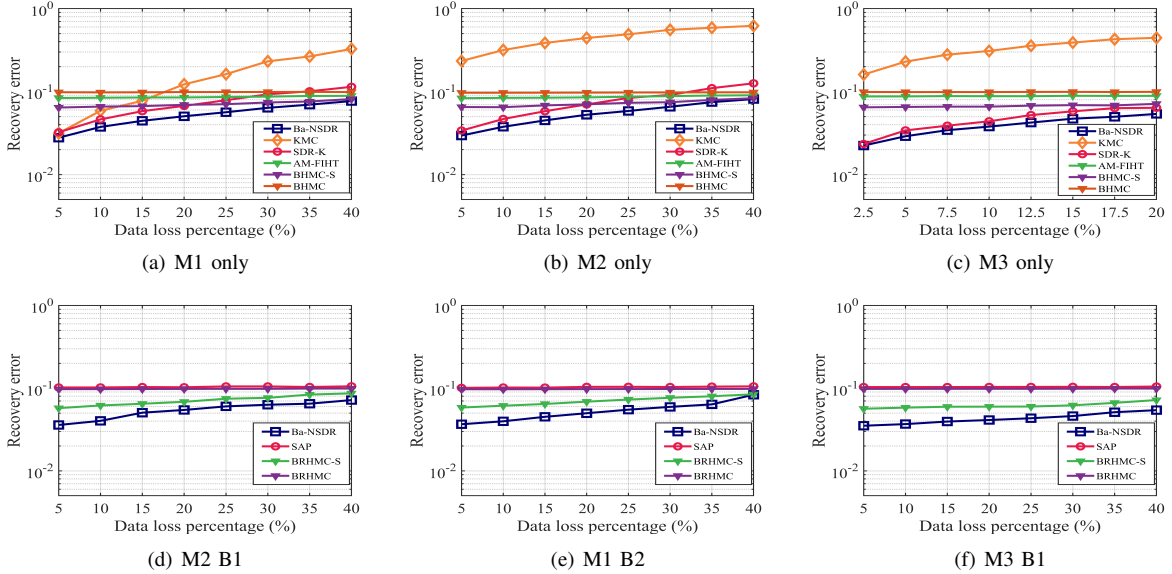 10^0
10^-1
10^-2
Recovery error
Ba-NSDR
KMC
SDR-K
AM-FIHT
BHMC-S
BHMC
5 10 15 20 25 30 35 40
Data loss percentage (%)
(a) M1 only
10^0
10^-1
10^-2
Recovery error
Ba-NSDR
KMC
SDR-K
AM-FIHT
BHMC-S
BHMC
5 10 15 20 25 30 35 40
Data loss percentage (%)
(b) M2 only
10^0
10^-1
10^-2
Recovery error
Ba-NSDR
KMC
SDR-K
AM-FIHT
BHMC-S
BHMC
2.5 5 7.5 10 12.5 15 17.5 20
Data loss percentage (%)
(c) M3 only
10^0
10^-1
10^-2
Recovery error
Ba-NSDR
SAP
BRHMC-S
BRHMC
5 10 15 20 25 30 35 40
Data loss percentage (%)
(d) M2 B1
10^0
10^-1
10^-2
Recovery error
Ba-NSDR
SAP
BRHMC-S
BRHMC
5 10 15 20 25 30 35 40
Data loss percentage (%)
(e) M1 B2
10^0
10^-1
10^-2
Recovery error
Ba-NSDR
SAP
BRHMC-S
BRHMC
5 10 15 20 25 30 35 40
Data loss percentage (%)
(f) M3 B1